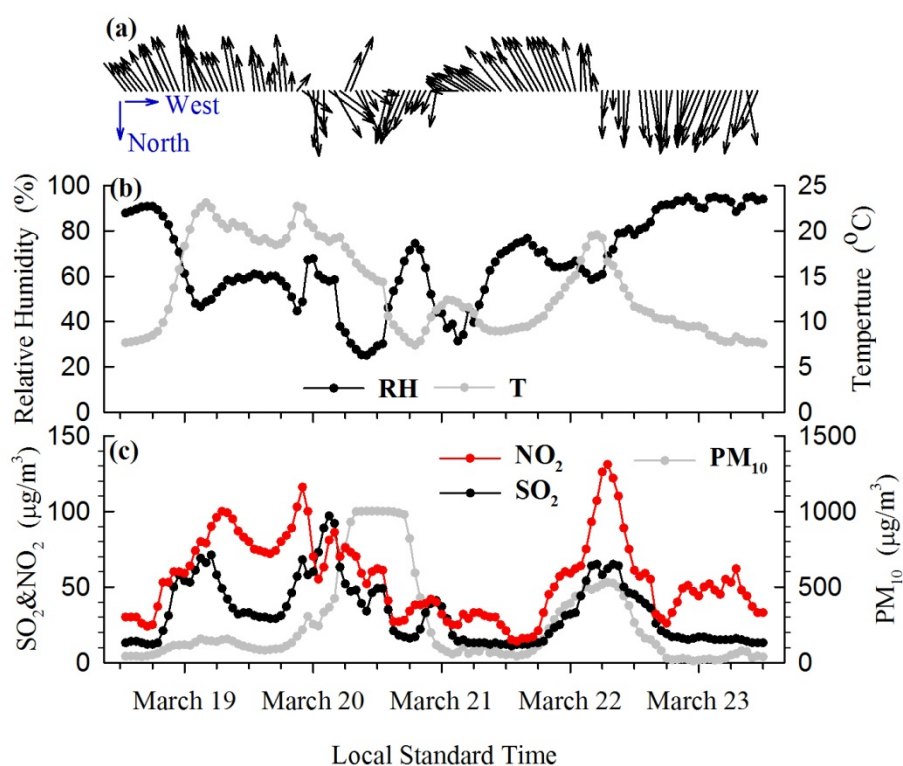 (a)
West
North
(b)
Relative Humidity (%)
100
80
60
40
20
0
RH
T
25
20
15
10
5
0
Temperture (°C)
(c)
SO₂&NO₂ (μg/m³)
150
100
50
0
NO₂
SO₂
PM₁₀
1500
1000
500
0
PM₁₀ (μg/m³)
March 19 March 20 March 21 March 22 March 23
Local Standard Time